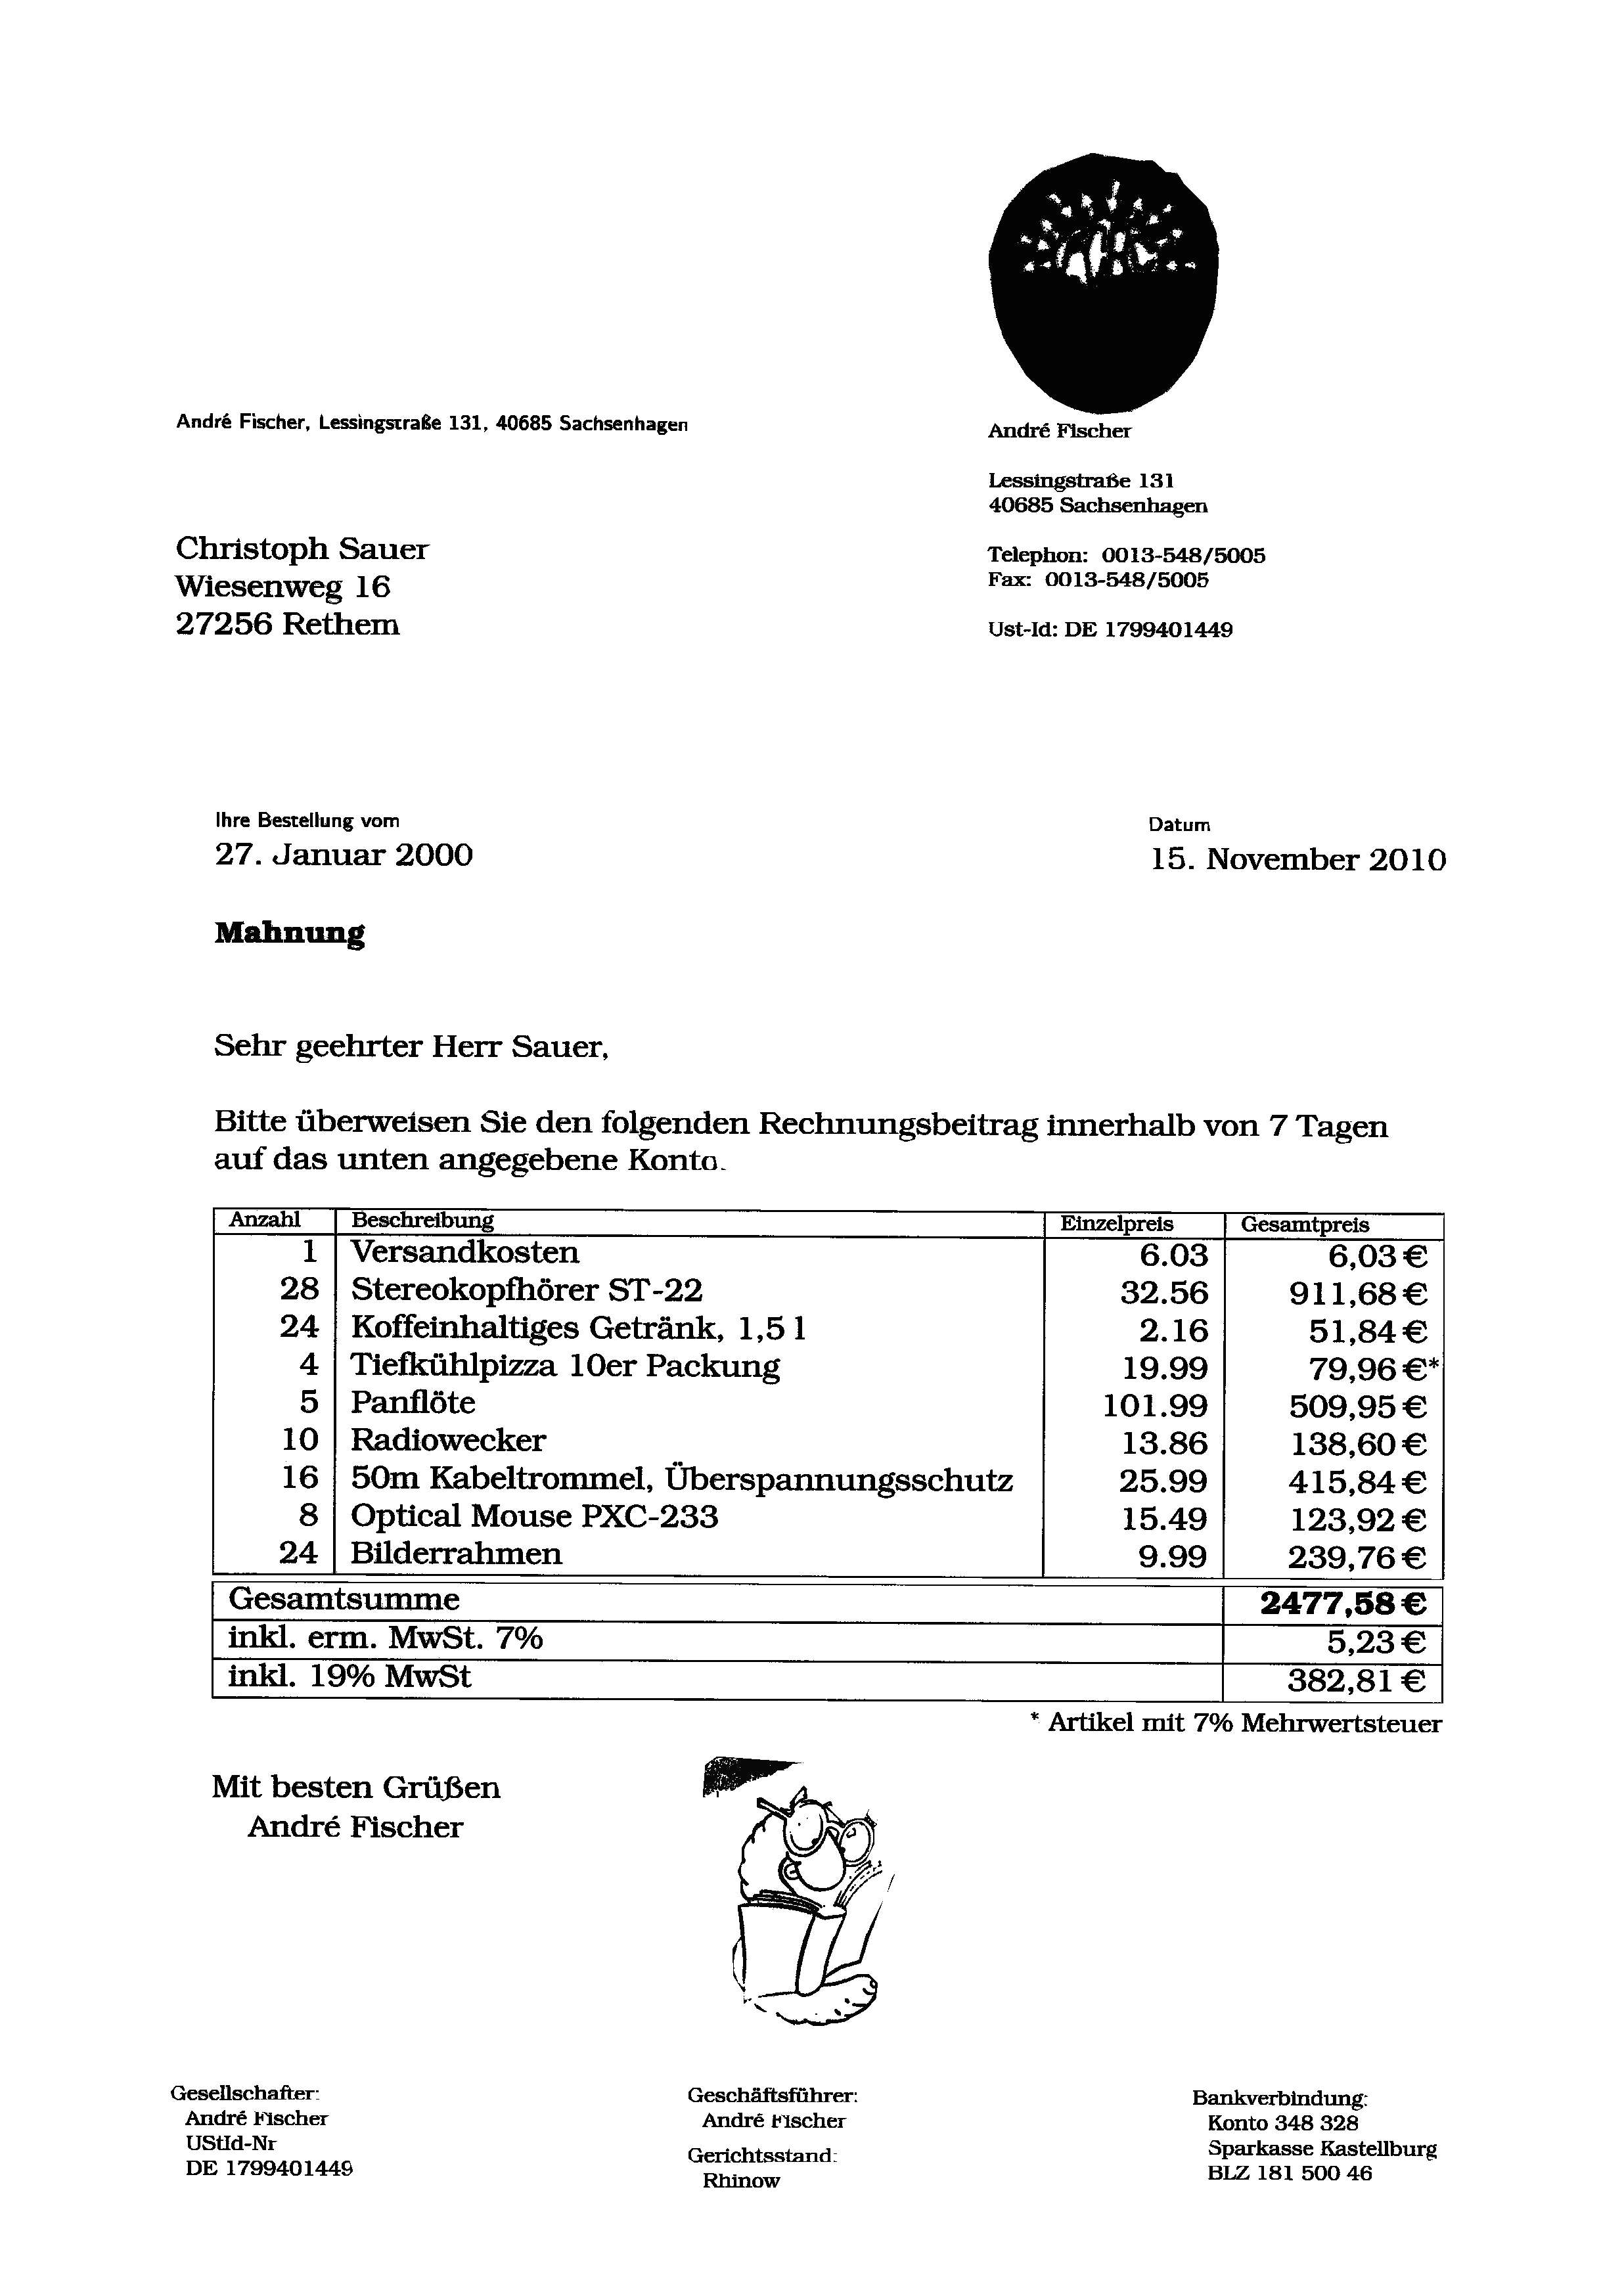 André Fischer, Lessingstraße 131, 40685 Sachsenhagen
André Fischer
Lessingstraße 131
40685 Sachsenhagen
Christoph Sauer
Wiesenweg 16
27256 Rethem
Telephon: 0013-548/5005
Fax: 0013-548/5005
Ust-Id: DE 1799401449
Ihre Bestellung vom
27. Januar 2000
Datum
15. November 2010
Mahnung
Sehr geehrter Herr Sauer,
Bitte überweisen Sie den folgenden Rechnungsbeitrag innerhalb von 7 Tagen
auf das unten angegebene Konto.
Anzahl Beschreibung Einzelpreis Gesamtpreis
1 Versandkosten 6.03 6,03 €
28 Stereokopfhörer ST-22 32.56 911,68 €
24 Koffeinhaltiges Getränk, 1,5 l 2.16 51,84 €
4 Tiefkühlpizza 10er Packung 19.99 79,96 €*
5 Panflöte 101.99 509,95 €
10 Radiowecker 13.86 138,60 €
16 50m Kabeltrommel, Überspannungsschutz 25.99 415,84 €
8 Optical Mouse PXC-233 15.49 123,92 €
24 Bilderrahmen 9.99 239,76 €
Gesamtsumme 2477,58 €
inkl. erm. MwSt. 7% 5,23 €
inkl. 19% MwSt 382,81 €
* Artikel mit 7% Mehrwertsteuer
Mit besten Grüßen
André Fischer
Gesellschafter:
André Fischer
UStId-Nr
DE 1799401449
Geschäftsführer:
André Fischer
Gerichtsstand:
Rhinow
Bankverbindung:
Konto 348 328
Sparkasse Kastellburg
BLZ 181 500 46